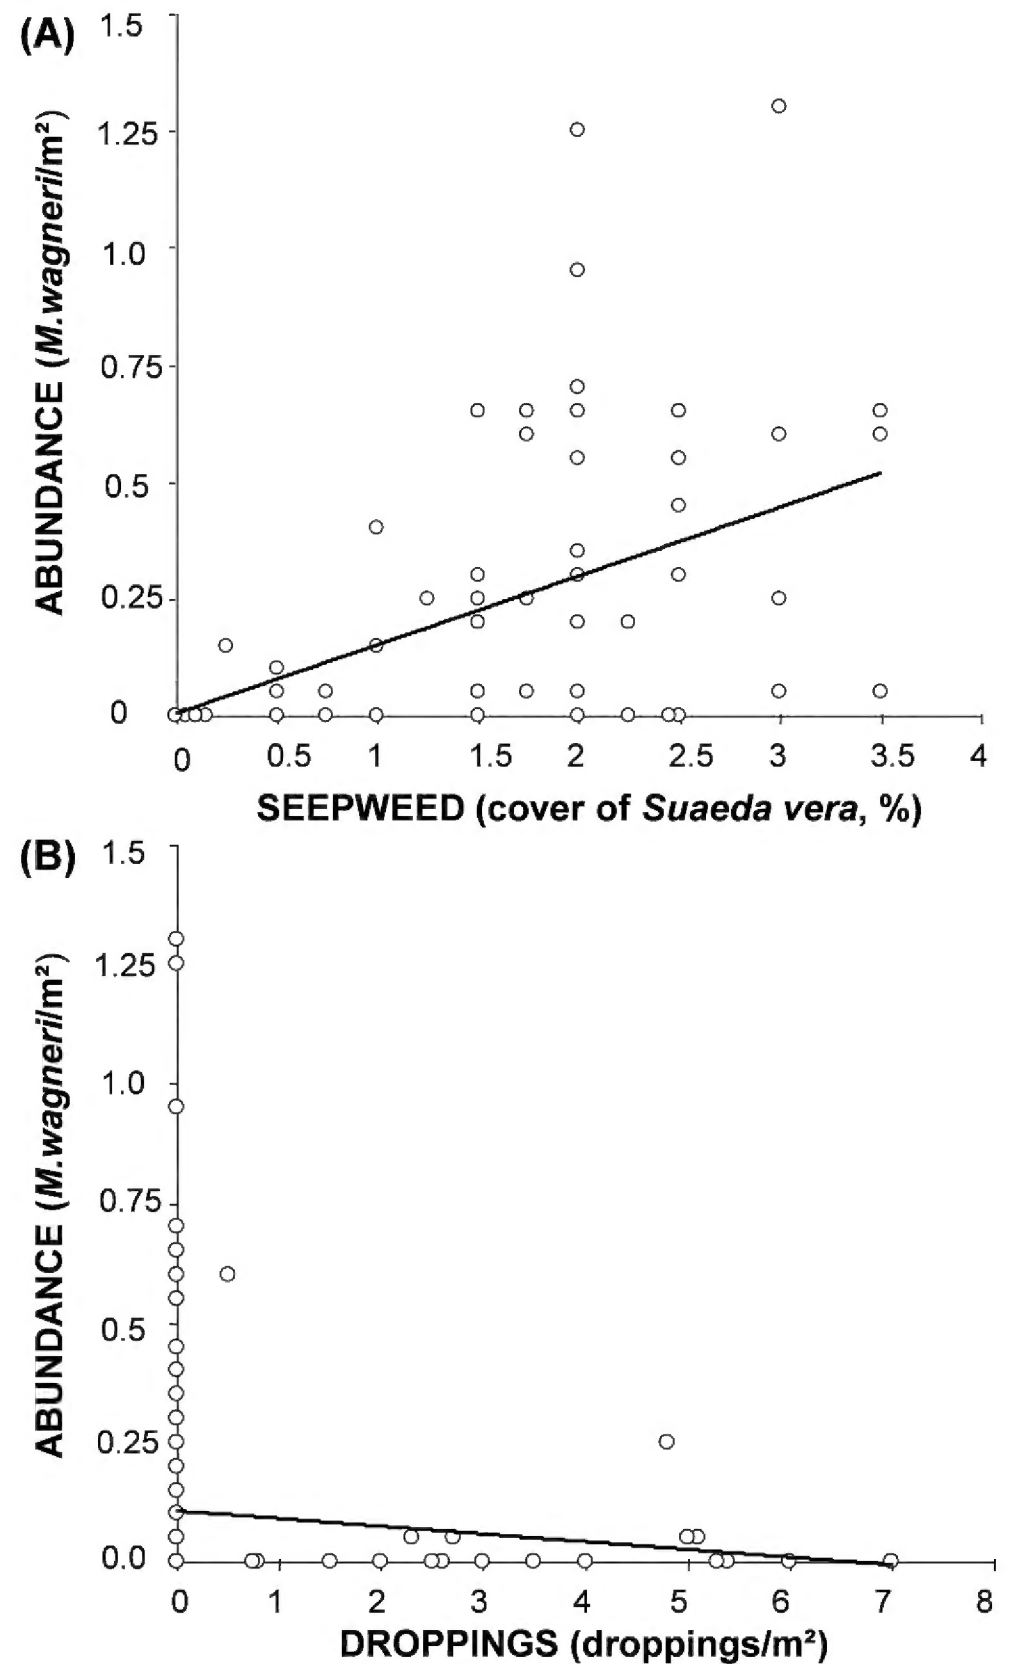 (A)
1.5
1.25
1.0
0.75
0.5
0.25
0
ABUNDANCE (M.wagneri/m²)
0 0.5 1 1.5 2 2.5 3 3.5 4
SEEPWEED (cover of Suaeda vera, %)
(B)
1.5
1.25
1.0
0.75
0.5
0.25
0.0
ABUNDANCE (M.wagneri/m²)
0 1 2 3 4 5 6 7 8
DROPPINGS (droppings/m²)